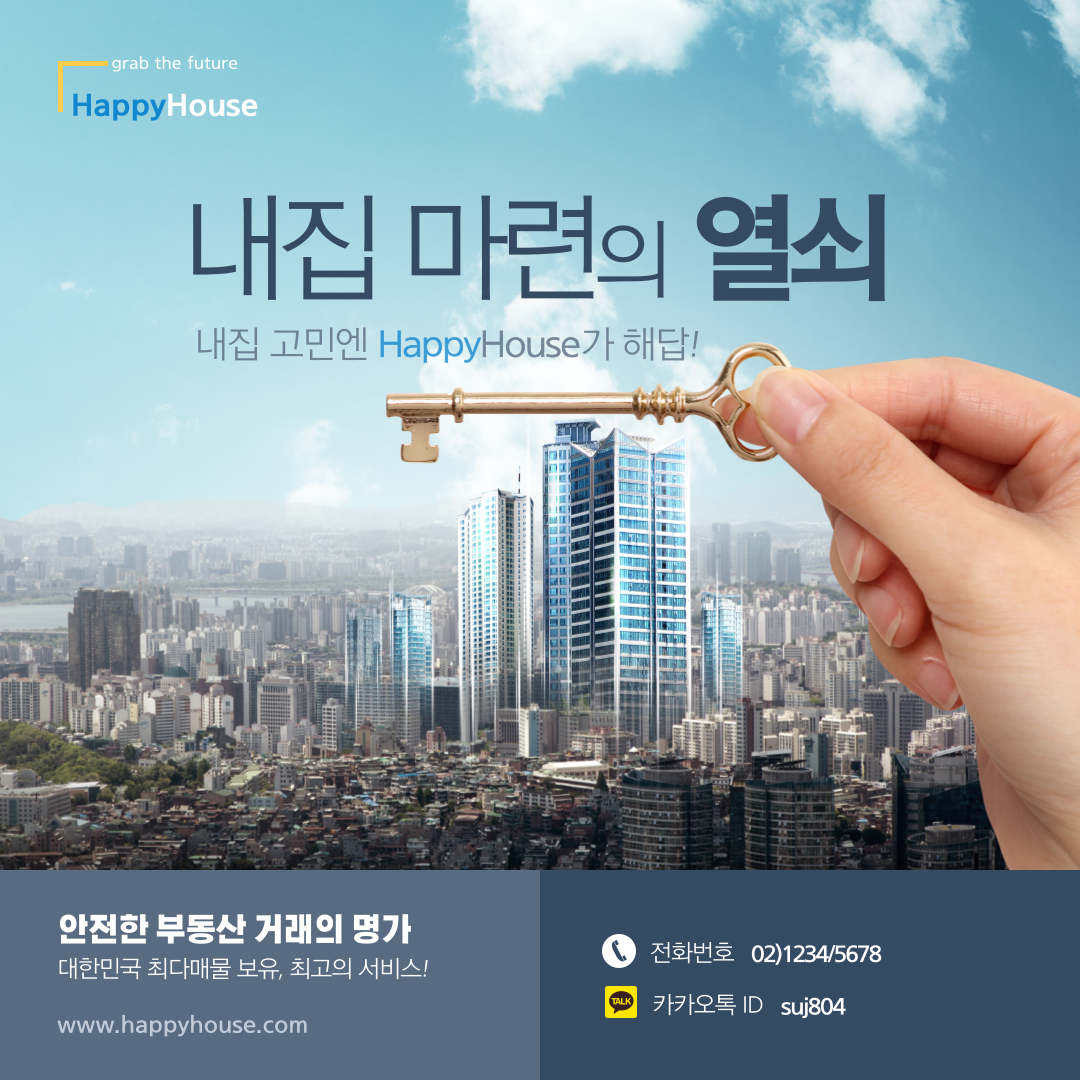 grab the future
HappyHouse
내집 마련의 열쇠
내집 고민엔 HappyHouse가 해답!
안전한 부동산 거래의 명가
대한민국 최다매물 보유, 최고의 서비스!
www.happyhouse.com
전화번호 02)1234/5678
TALK 카카오톡 ID suj804